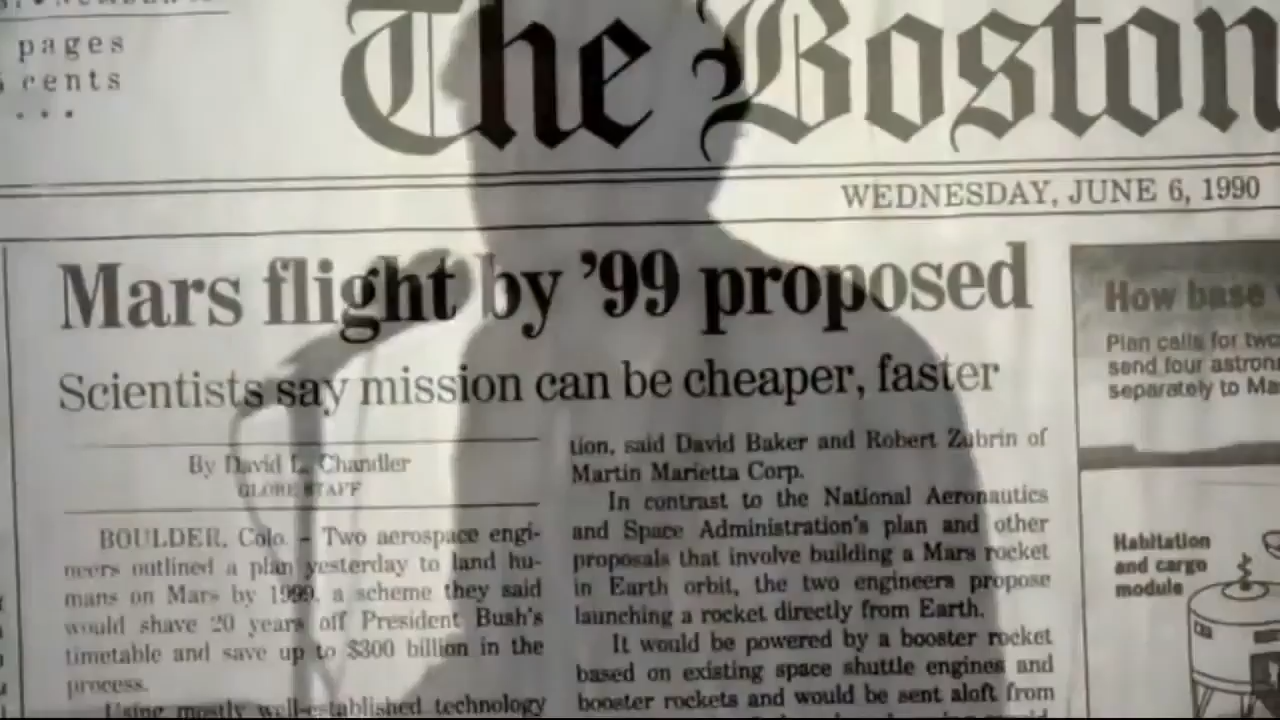 pages
cents
...
The Boston
WEDNESDAY, JUNE 6, 1990
Mars flight by ’99 proposed
Scientists say mission can be cheaper, faster
By David L. Chandler
GLOBE STAFF
BOULDER, Colo. – Two aerospace engi-
neers outlined a plan yesterday to land hu-
mans on Mars by 1999, a scheme they said
would shave 20 years off President Bush's
timetable and save up to $300 billion in the
process.
Using mostly well-established technology
tion, said David Baker and Robert Zubrin of
Martin Marietta Corp.
In contrast to the National Aeronautics
and Space Administration's plan and other
proposals that involve building a Mars rocket
in Earth orbit, the two engineers propose
launching a rocket directly from Earth.
It would be powered by a booster rocket
based on existing space shuttle engines and
booster rockets and would be sent aloft from
How base
Plan calls for two
send four astron
separately to Ma
Habitation
and cargo
module